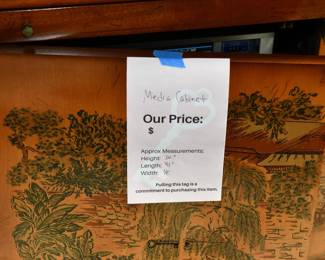 Media Cabinet
Our Price:
$
Approx Measurements:
Height:
Length:
Width:
Pulling this tag is a
commitment to purchasing this item.